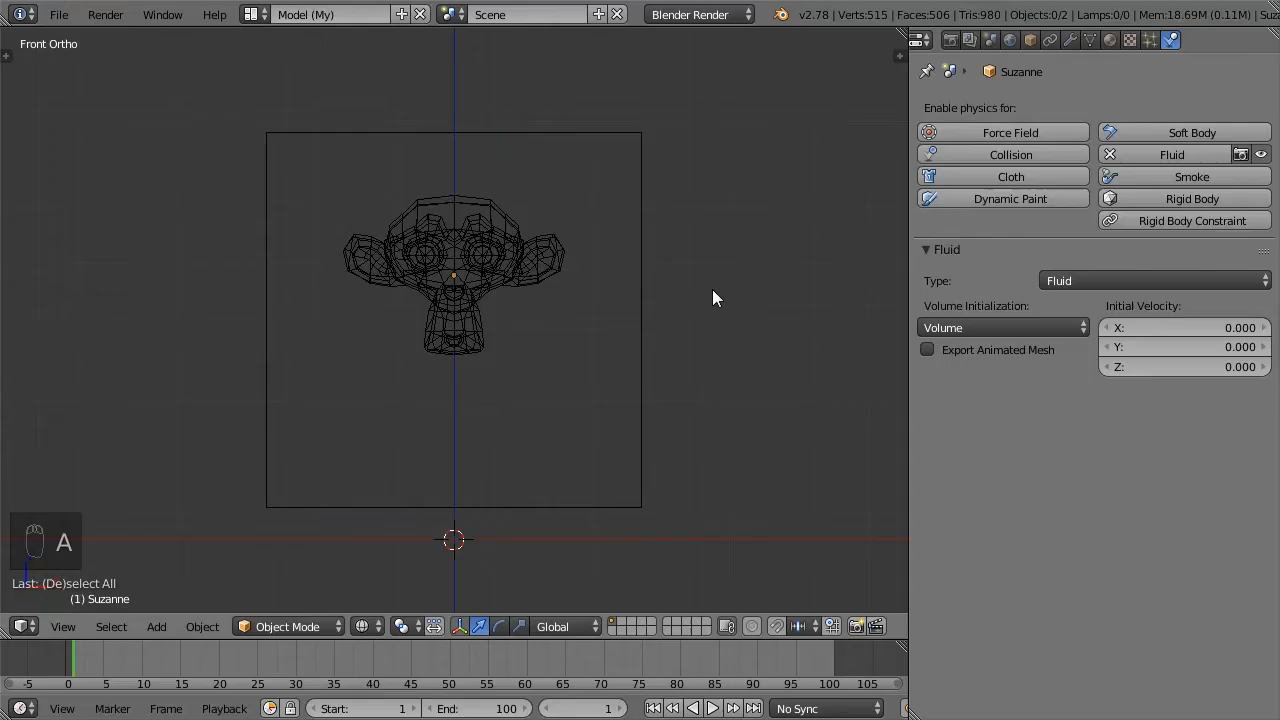 File Render Window Help Model (My) Scene Blender Render v2.78 | Verts:515 | Faces:506 | Tris:980 | Objects:0/2 | Lamps:0/0 | Mem:18.69M (0.11M) | Suz
Front Ortho
Suzanne
Enable physics for:
Force Field Soft Body
Collision Fluid
Cloth Smoke
Dynamic Paint Rigid Body
Rigid Body Constraint
Fluid
Type: Fluid
Volume Initialization: Initial Velocity:
Volume X: 0.000
Export Animated Mesh Y: 0.000
Z: 0.000
A
Last: (De)select All
(1) Suzanne
View Select Add Object Object Mode Global
-5 0 5 10 15 20 25 30 35 40 45 50 55 60 65 70 75 80 85 90 95 100 105
View Marker Frame Playback Start: 1 End: 100 1 No Sync